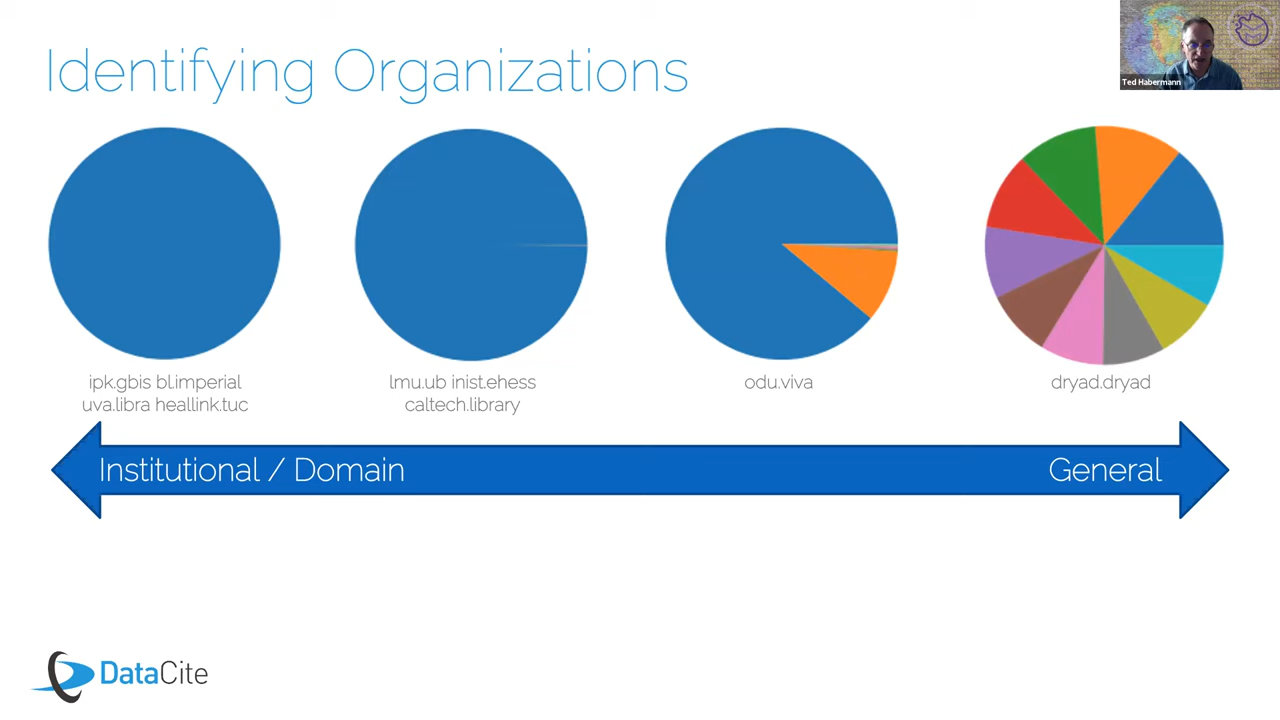 Identifying Organizations
Ted Habermann
ipk.gbis bl.imperial
uva.libra heallink.tuc
lmu.ub inist.ehess
caltech.library
odu.viva
dryad.dryad
Institutional / Domain
General
DataCite